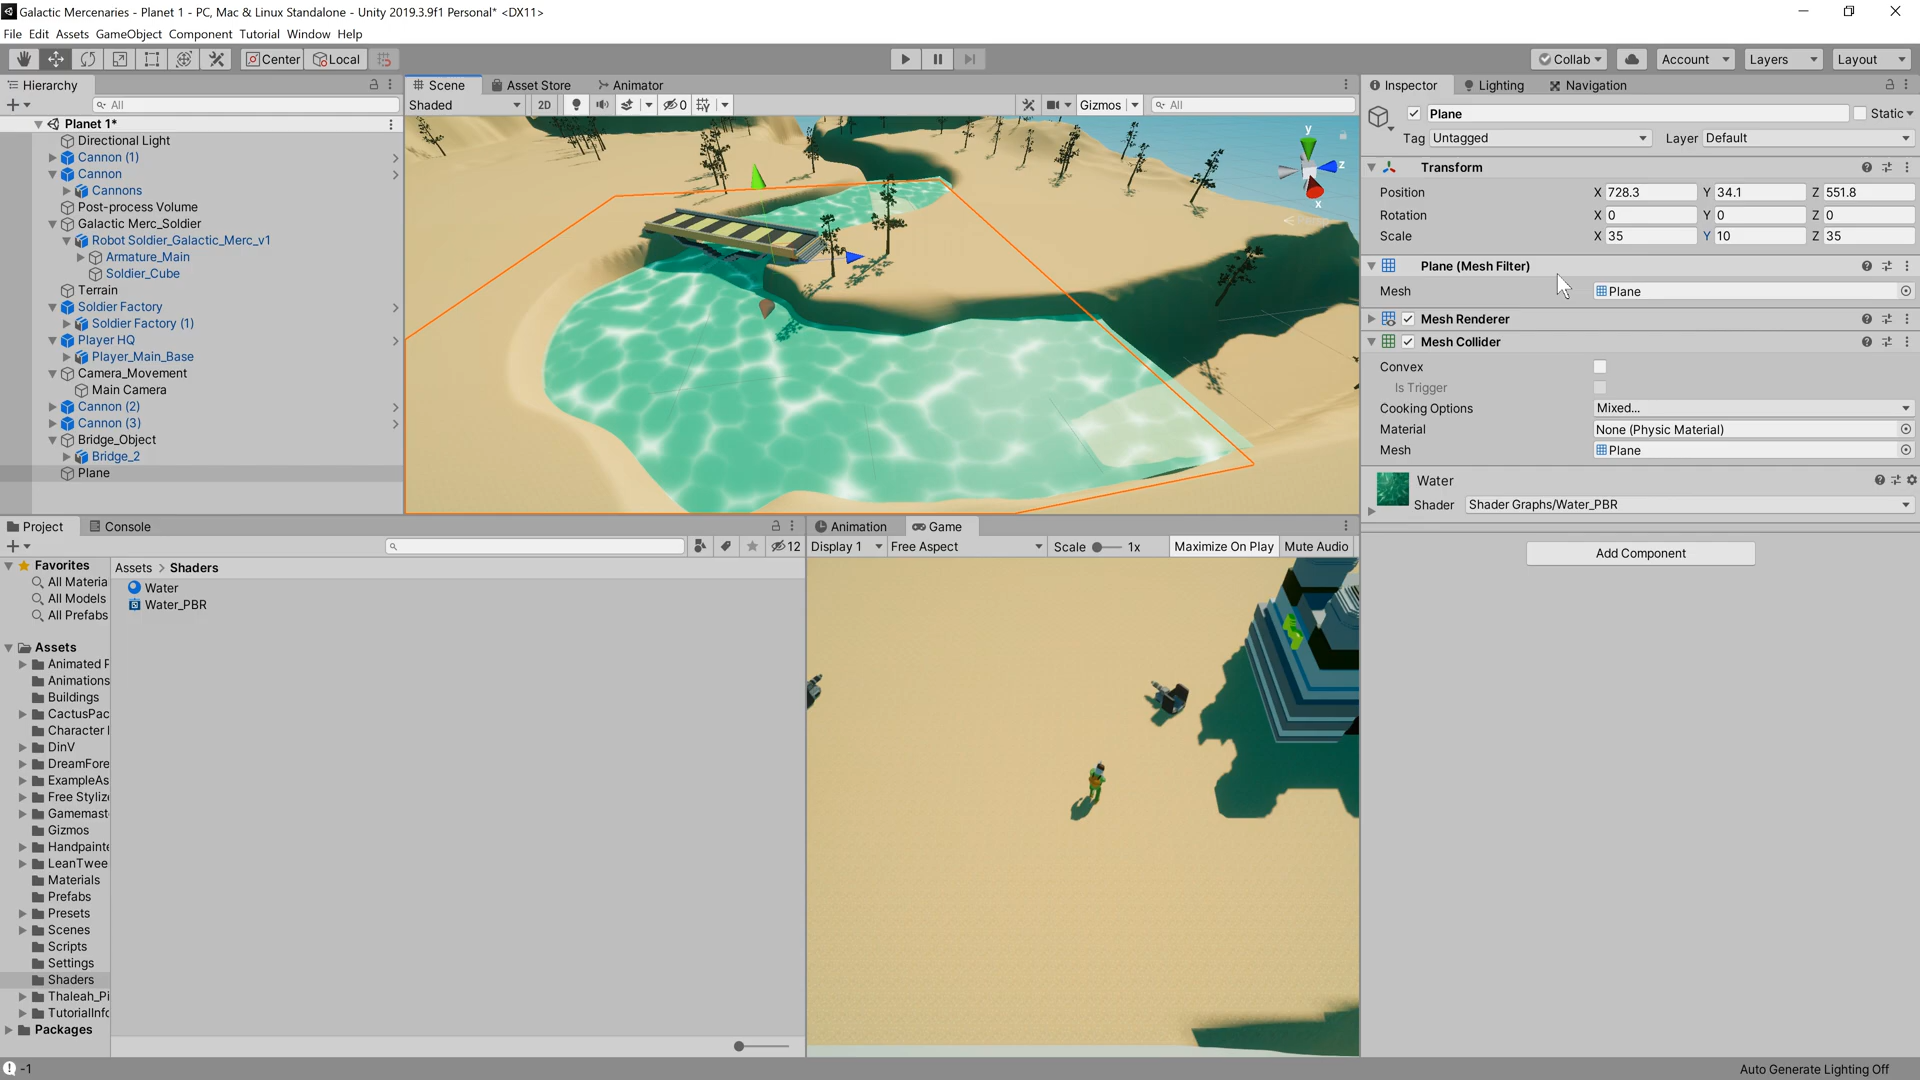 Galactic Mercenaries - Planet 1 - PC, Mac & Linux Standalone - Unity 2019.3.9f1 Personal* <DX11>
File Edit Assets GameObject Component Tutorial Window Help
Center Local
Collab Account Layers Layout
Hierarchy
All
Planet 1*
Directional Light
Cannon (1)
Cannon
Cannons
Post-process Volume
Galactic Merc_Soldier
Robot Soldier_Galactic_Merc_v1
Armature_Main
Soldier_Cube
Terrain
Soldier Factory
Soldier Factory (1)
Player HQ
Player_Main_Base
Camera_Movement
Main Camera
Cannon (2)
Cannon (3)
Bridge_Object
Bridge_2
Plane
Scene Asset Store Animator
Shaded 2D 0 Gizmos All
y
z
x
Inspector Lighting Navigation
Plane Static
Tag Untagged Layer Default
Transform
Position X 728.3 Y 34.1 Z 551.8
Rotation X 0 Y 0 Z 0
Scale X 35 Y 10 Z 35
Plane (Mesh Filter)
Mesh Plane
Mesh Renderer
Mesh Collider
Convex
Is Trigger
Cooking Options Mixed...
Material None (Physic Material)
Mesh Plane
Water
Shader Shader Graphs/Water_PBR
Add Component
Project Console
12
Favorites
All Materia
All Models
All Prefabs
Assets
Animated F
Animations
Buildings
CactusPac
Character
DinV
DreamFore
ExampleAs
Free Styliz
Gamemast
Gizmos
Handpainte
LeanTwee
Materials
Prefabs
Presets
Scenes
Scripts
Settings
Shaders
Thaleah_Pi
TutorialInfo
Packages
Assets > Shaders
Water
Water_PBR
Animation Game
Display 1 Free Aspect Scale 1x Maximize On Play Mute Audio
-1
Auto Generate Lighting Off